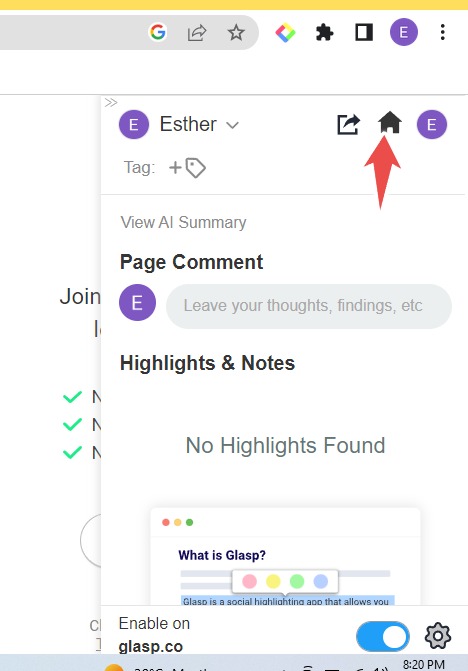 E
Esther
E
E
Tag:
View AI Summary
Page Comment
E
Leave your thoughts, findings, etc
Join
Highlights & Notes
N
N
N
No Highlights Found
What is Glasp?
Glasp is a social highlighting app that allows you
Enable on
glasp.co
8:20 PM